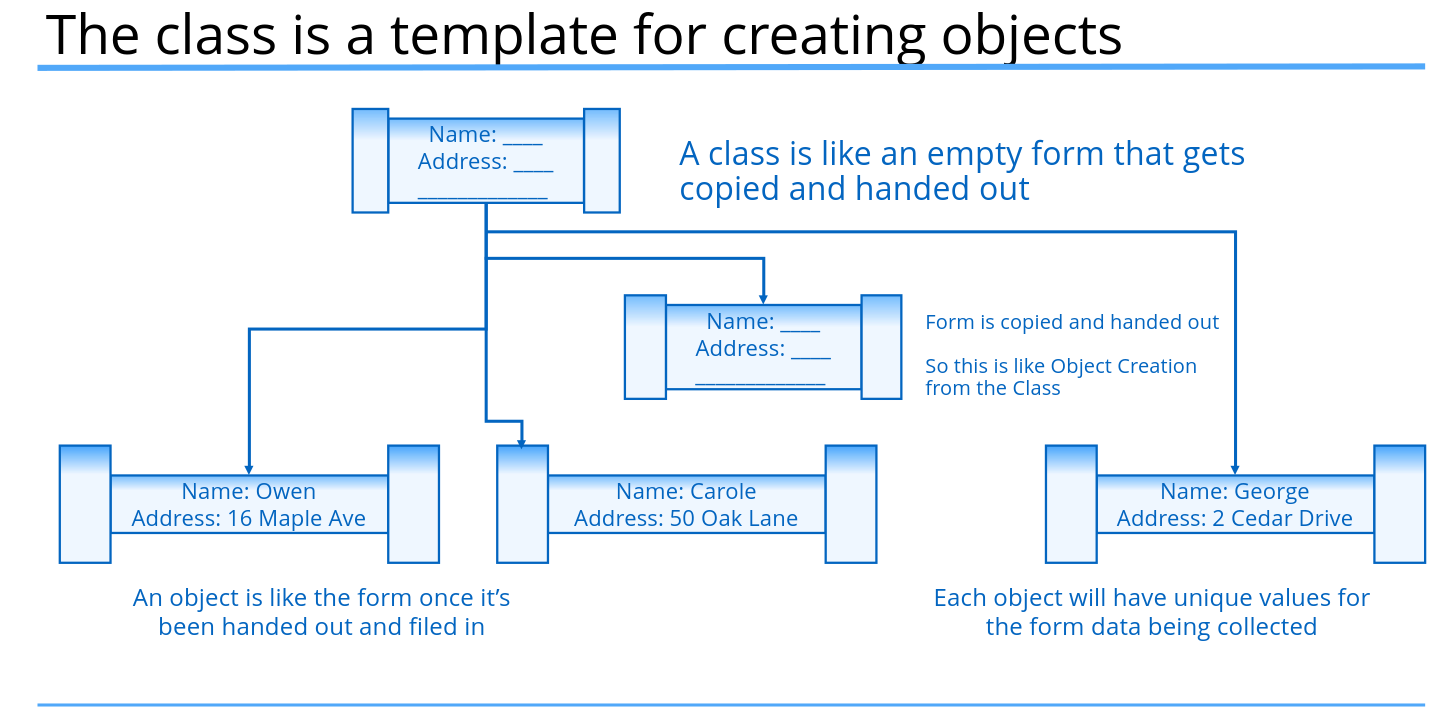 The class is a template for creating objects
Name: ____
Address: ____
_____________
A class is like an empty form that gets
copied and handed out
Name: ____
Address: ____
_____________
Form is copied and handed out
So this is like Object Creation
from the Class
Name: Owen
Address: 16 Maple Ave
Name: Carole
Address: 50 Oak Lane
Name: George
Address: 2 Cedar Drive
An object is like the form once it’s
been handed out and filed in
Each object will have unique values for
the form data being collected